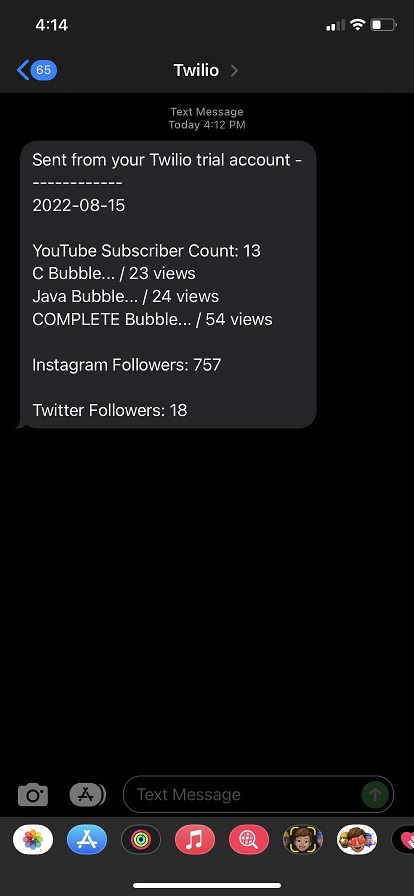 4:14
65
Twilio
Text Message
Today 4:12 PM
Sent from your Twilio trial account -
------------
2022-08-15
YouTube Subscriber Count: 13
C Bubble... / 23 views
Java Bubble... / 24 views
COMPLETE Bubble... / 54 views
Instagram Followers: 757
Twitter Followers: 18
Text Message